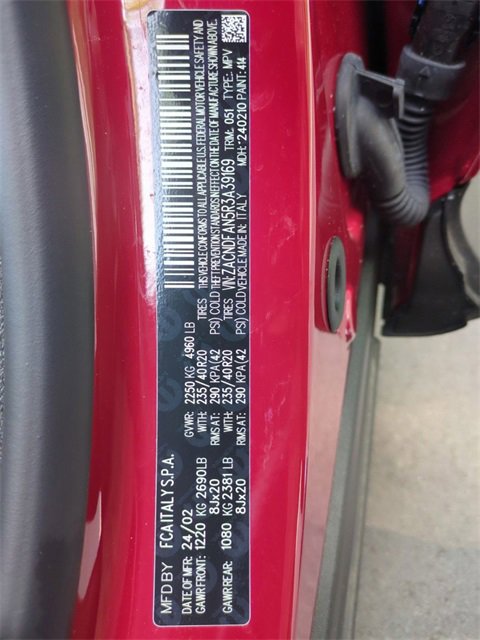 MFD BY FCA ITALY S.P.A.
DATE OF MFR: 24/02 GVWR: 2250 KG 4960 LB
GAWR FRONT: 1220 KG 2690LB WITH: 235/40R20 TIRES
8Jx20 RIMS AT: 290 KPA(42 PSI) COLD
GAWR REAR: 1080 KG 2381 LB WITH: 235/40R20 TIRES
8Jx20 RIMS AT: 290 KPA(42 PSI) COLD
THIS VEHICLE CONFORMS TO ALL APPLICABLE U.S. FEDERAL MOTOR VEHICLE SAFETY AND
THEFT PREVENTION STANDARDS IN EFFECT ON THE DATE OF MANUFACTURE SHOWN ABOVE.
VIN: ZACNDFAN5R3A39169 TRIM: 051 TYPE: MPV
VEHICLE MADE IN: ITALY MDH: 240210 PAINT: 414